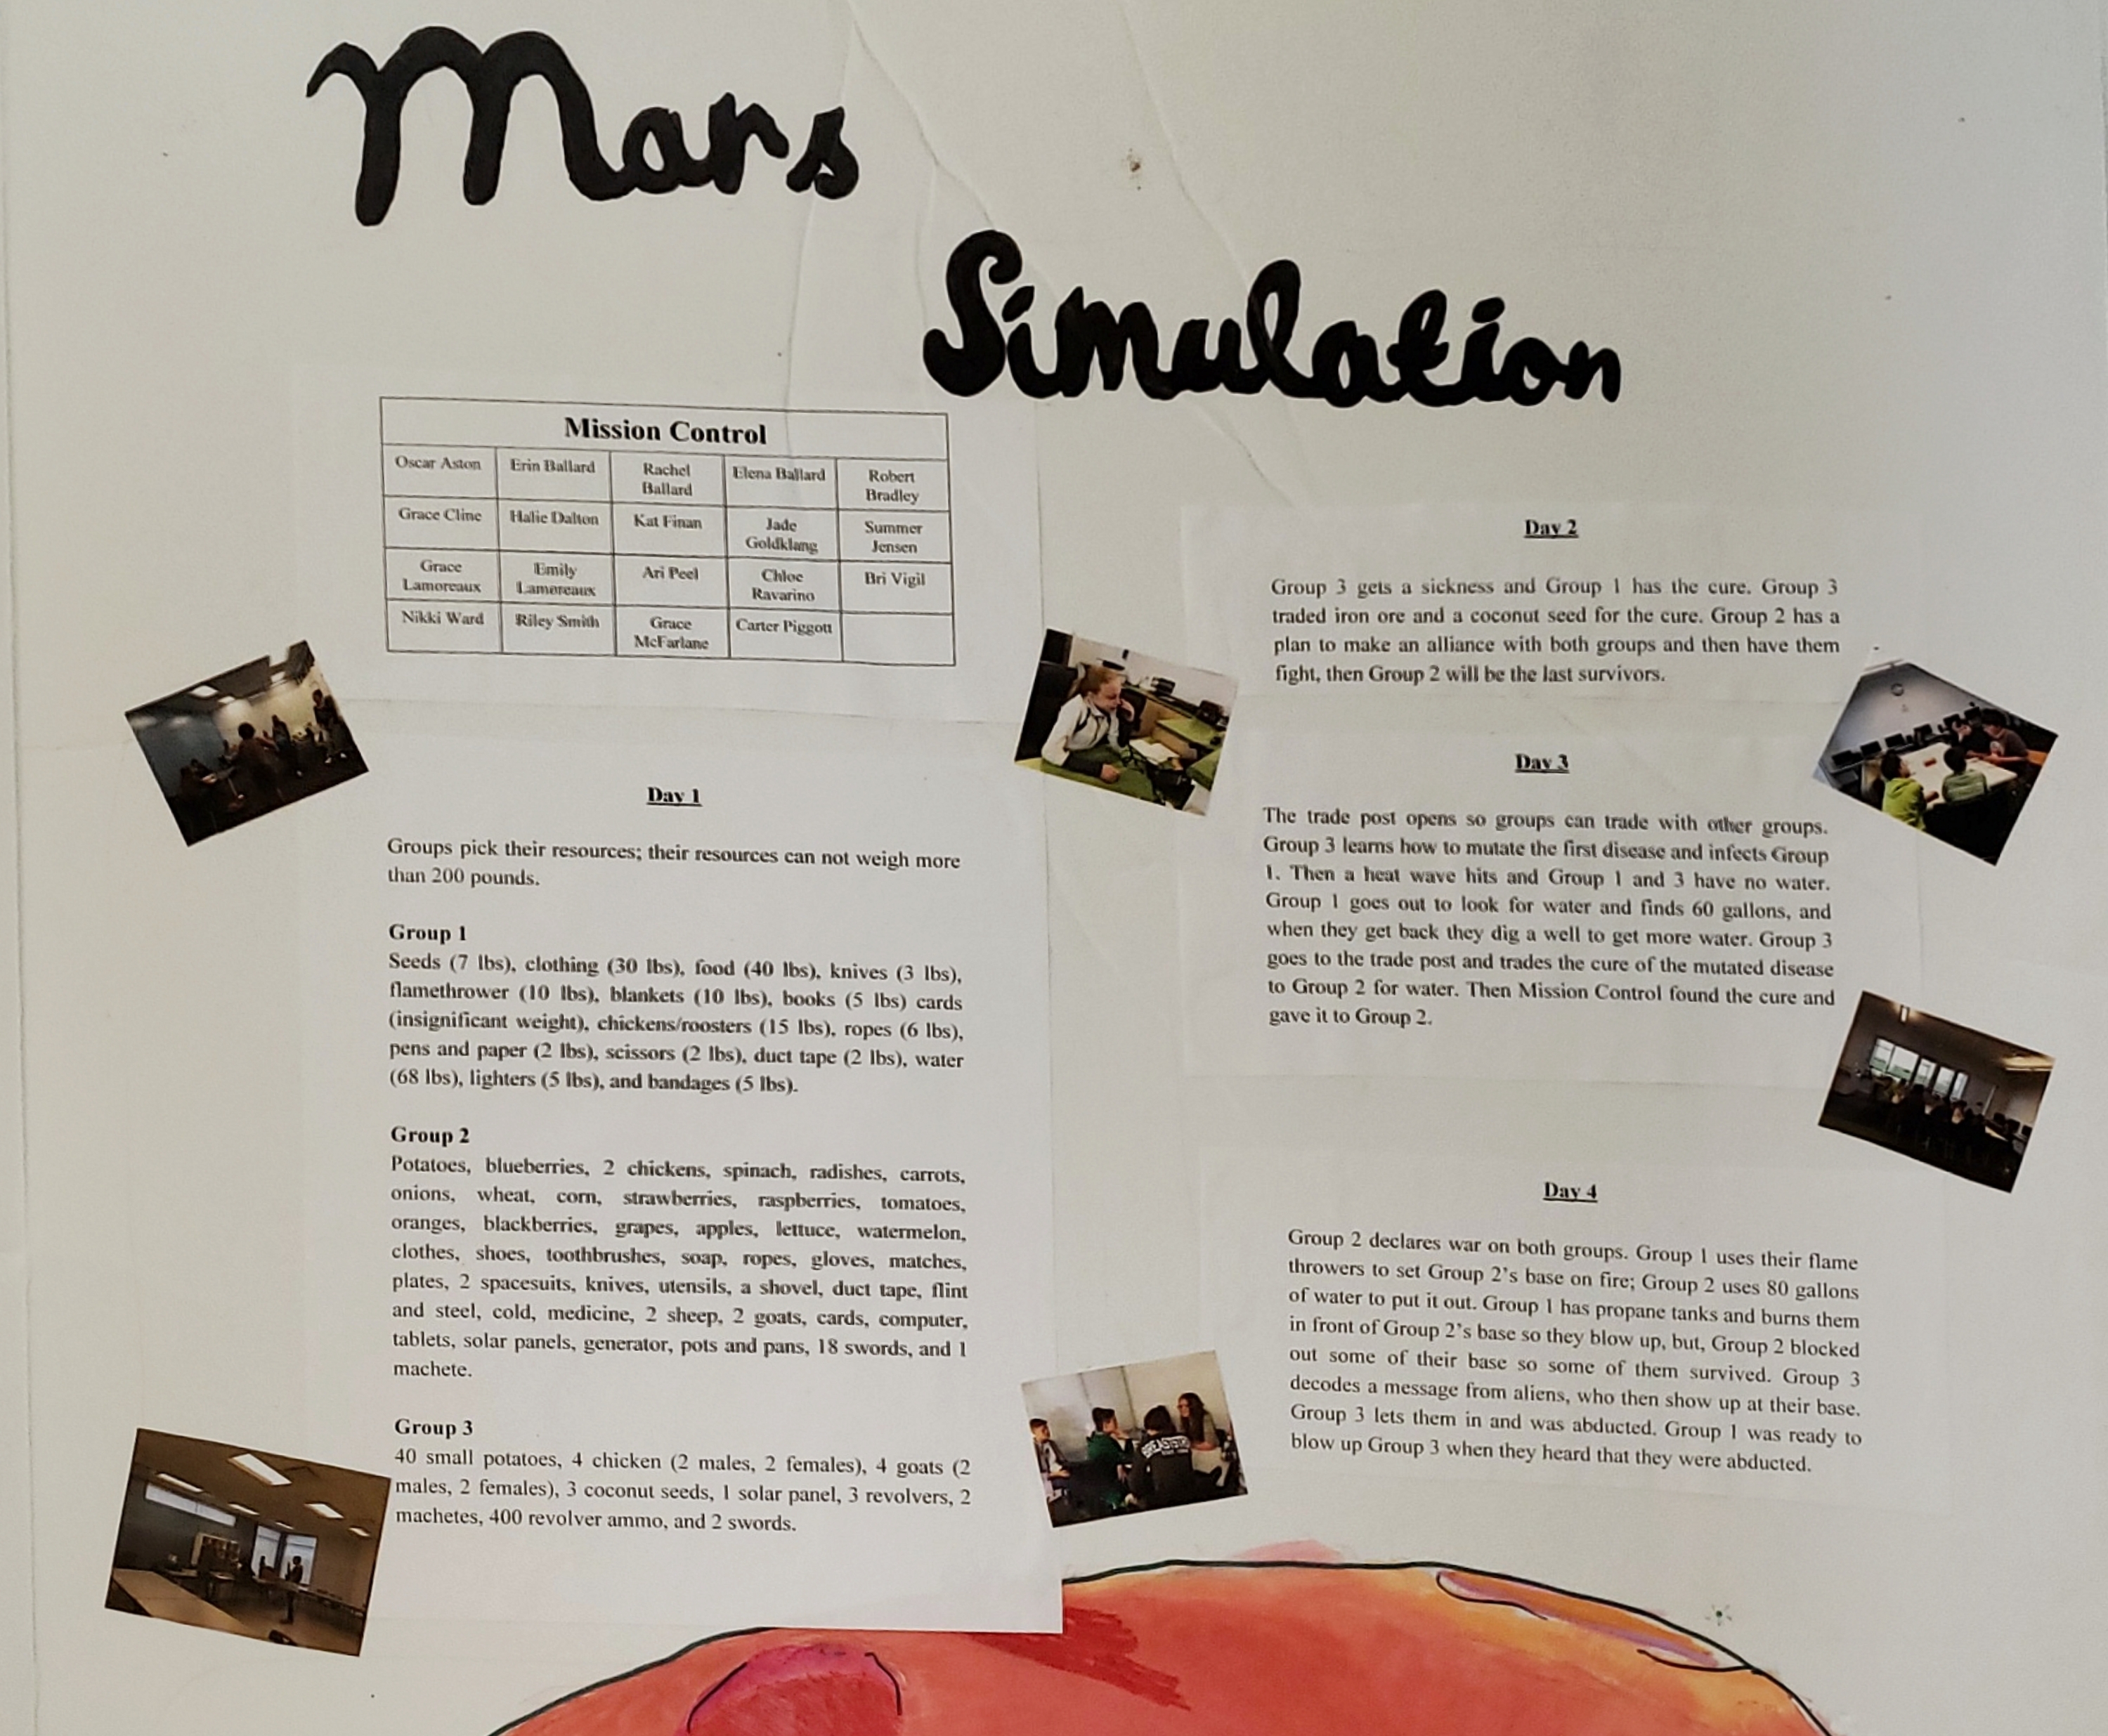 Mars
Simulation
Mission Control
Oscar Aston Erin Ballard Rachel Ballard Elena Ballard Robert Bradley
Grace Cline Halie Dalton Kat Finan Jade Goldklang Summer Jensen
Grace Lamoreaux Emily Lamoreaux Ari Peel Chloe Ravarino Bri Vigil
Nikki Ward Riley Smith Grace McFarlane Carter Piggott
Day 1
Groups pick their resources; their resources can not weigh more
than 200 pounds.
Group 1
Seeds (7 lbs), clothing (30 lbs), food (40 lbs), knives (3 lbs),
flamethrower (10 lbs), blankets (10 lbs), books (5 lbs) cards
(insignificant weight), chickens/roosters (15 lbs), ropes (6 lbs),
pens and paper (2 lbs), scissors (2 lbs), duct tape (2 lbs), water
(68 lbs), lighters (5 lbs), and bandages (5 lbs).
Group 2
Potatoes, blueberries, 2 chickens, spinach, radishes, carrots,
onions, wheat, corn, strawberries, raspberries, tomatoes,
oranges, blackberries, grapes, apples, lettuce, watermelon,
clothes, shoes, toothbrushes, soap, ropes, gloves, matches,
plates, 2 spacesuits, knives, utensils, a shovel, duct tape, flint
and steel, cold, medicine, 2 sheep, 2 goats, cards, computer,
tablets, solar panels, generator, pots and pans, 18 swords, and 1
machete.
Group 3
40 small potatoes, 4 chicken (2 males, 2 females), 4 goats (2
males, 2 females), 3 coconut seeds, 1 solar panel, 3 revolvers, 2
machetes, 400 revolver ammo, and 2 swords.
Day 2
Group 3 gets a sickness and Group 1 has the cure. Group 3
traded iron ore and a coconut seed for the cure. Group 2 has a
plan to make an alliance with both groups and then have them
fight, then Group 2 will be the last survivors.
Day 3
The trade post opens so groups can trade with other groups.
Group 3 learns how to mutate the first disease and infects Group
1. Then a heat wave hits and Group 1 and 3 have no water.
Group 1 goes out to look for water and finds 60 gallons, and
when they get back they dig a well to get more water. Group 3
goes to the trade post and trades the cure of the mutated disease
to Group 2 for water. Then Mission Control found the cure and
gave it to Group 2.
Day 4
Group 2 declares war on both groups. Group 1 uses their flame
throwers to set Group 2's base on fire; Group 2 uses 80 gallons
of water to put it out. Group 1 has propane tanks and burns them
in front of Group 2's base so they blow up, but, Group 2 blocked
out some of their base so some of them survived. Group 3
decodes a message from aliens, who then show up at their base.
Group 3 lets them in and was abducted. Group 1 was ready to
blow up Group 3 when they heard that they were abducted.